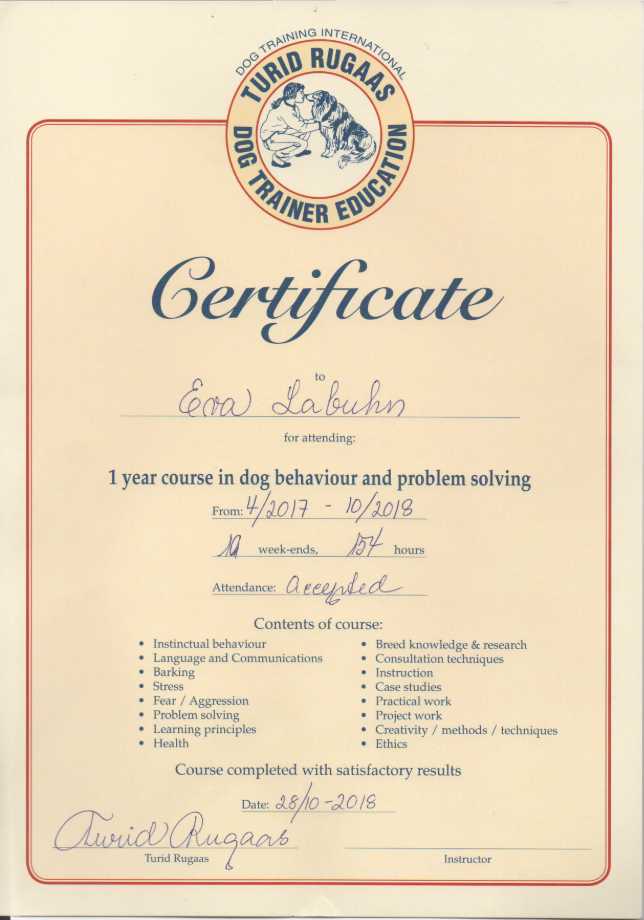 DOG TRAINING INTERNATIONAL
TURID RUGAAS
DOG TRAINER EDUCATION
Certificate
to
Eva Labuhn
for attending:
1 year course in dog behaviour and problem solving
From: 4/2017 - 10/2018
week-ends, 154 hours
Attendance: Accepted
Contents of course:
• Instinctual behaviour
• Language and Communications
• Barking
• Stress
• Fear / Aggression
• Problem solving
• Learning principles
• Health
• Breed knowledge & research
• Consultation techniques
• Instruction
• Case studies
• Practical work
• Project work
• Creativity / methods / techniques
• Ethics
Course completed with satisfactory results
Date: 28/10-2018
Turid Rugaas
Turid Rugaas
Instructor